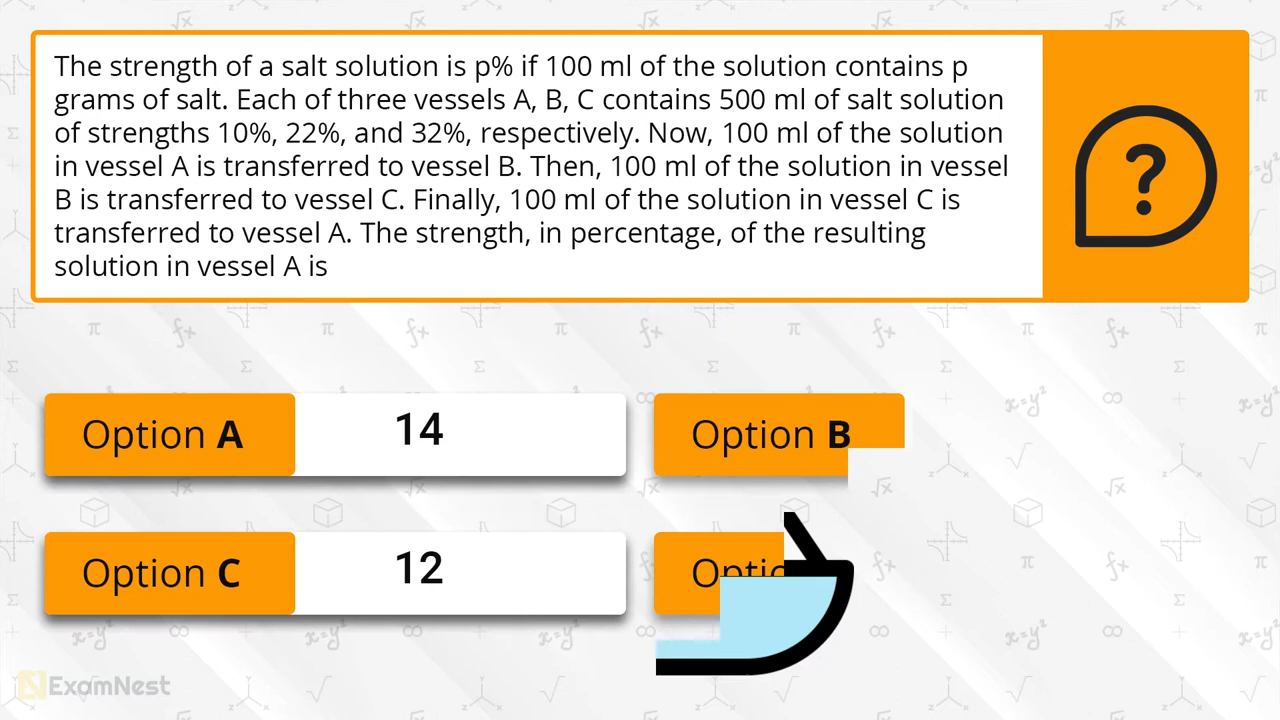 The strength of a salt solution is p% if 100 ml of the solution contains p
grams of salt. Each of three vessels A, B, C contains 500 ml of salt solution
of strengths 10%, 22%, and 32%, respectively. Now, 100 ml of the solution
in vessel A is transferred to vessel B. Then, 100 ml of the solution in vessel
B is transferred to vessel C. Finally, 100 ml of the solution in vessel C is
transferred to vessel A. The strength, in percentage, of the resulting
solution in vessel A is
?
Option A 14 Option B
Option C 12
ExamNest